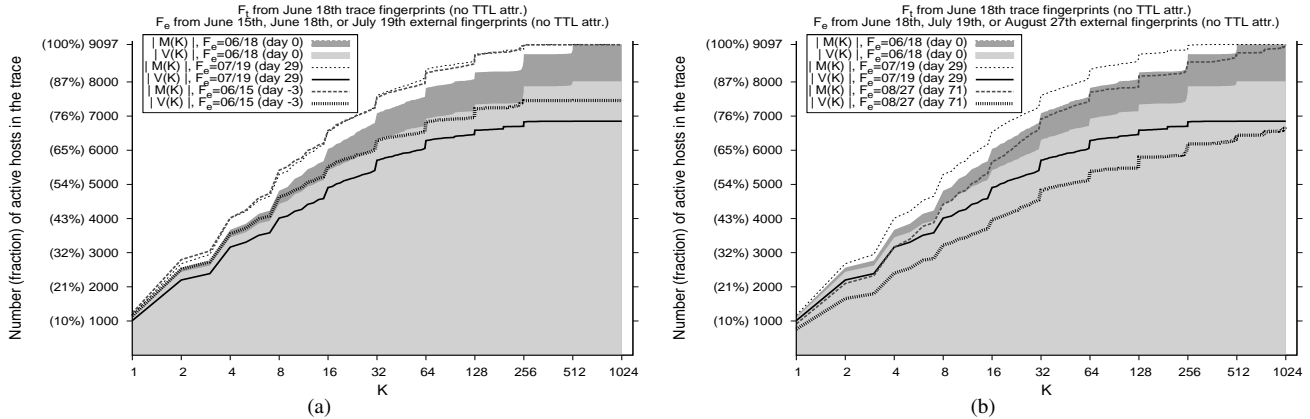 F_t from June 18th trace fingerprints (no TTL attr.)
F_e from June 15th, June 18th, or July 19th external fingerprints (no TTL attr.)
Number (fraction) of active hosts in the trace
(100%) 9097
(87%) 8000
(76%) 7000
(65%) 6000
(54%) 5000
(43%) 4000
(32%) 3000
(21%) 2000
(10%) 1000
| M(K) |, F_e=06/18 (day 0)
| V(K) |, F_e=06/18 (day 0)
| M(K) |, F_e=07/19 (day 29)
| V(K) |, F_e=07/19 (day 29)
| M(K) |, F_e=06/15 (day -3)
| V(K) |, F_e=06/15 (day -3)
1 2 4 8 16 32 64 128 256 512 1024
K
(a)
F_t from June 18th trace fingerprints (no TTL attr.)
F_e from June 18th, July 19th, or August 27th external fingerprints (no TTL attr.)
Number (fraction) of active hosts in the trace
(100%) 9097
(87%) 8000
(76%) 7000
(65%) 6000
(54%) 5000
(43%) 4000
(32%) 3000
(21%) 2000
(10%) 1000
| M(K) |, F_e=06/18 (day 0)
| V(K) |, F_e=06/18 (day 0)
| M(K) |, F_e=07/19 (day 29)
| V(K) |, F_e=07/19 (day 29)
| M(K) |, F_e=08/27 (day 71)
| V(K) |, F_e=08/27 (day 71)
1 2 4 8 16 32 64 128 256 512 1024
K
(b)